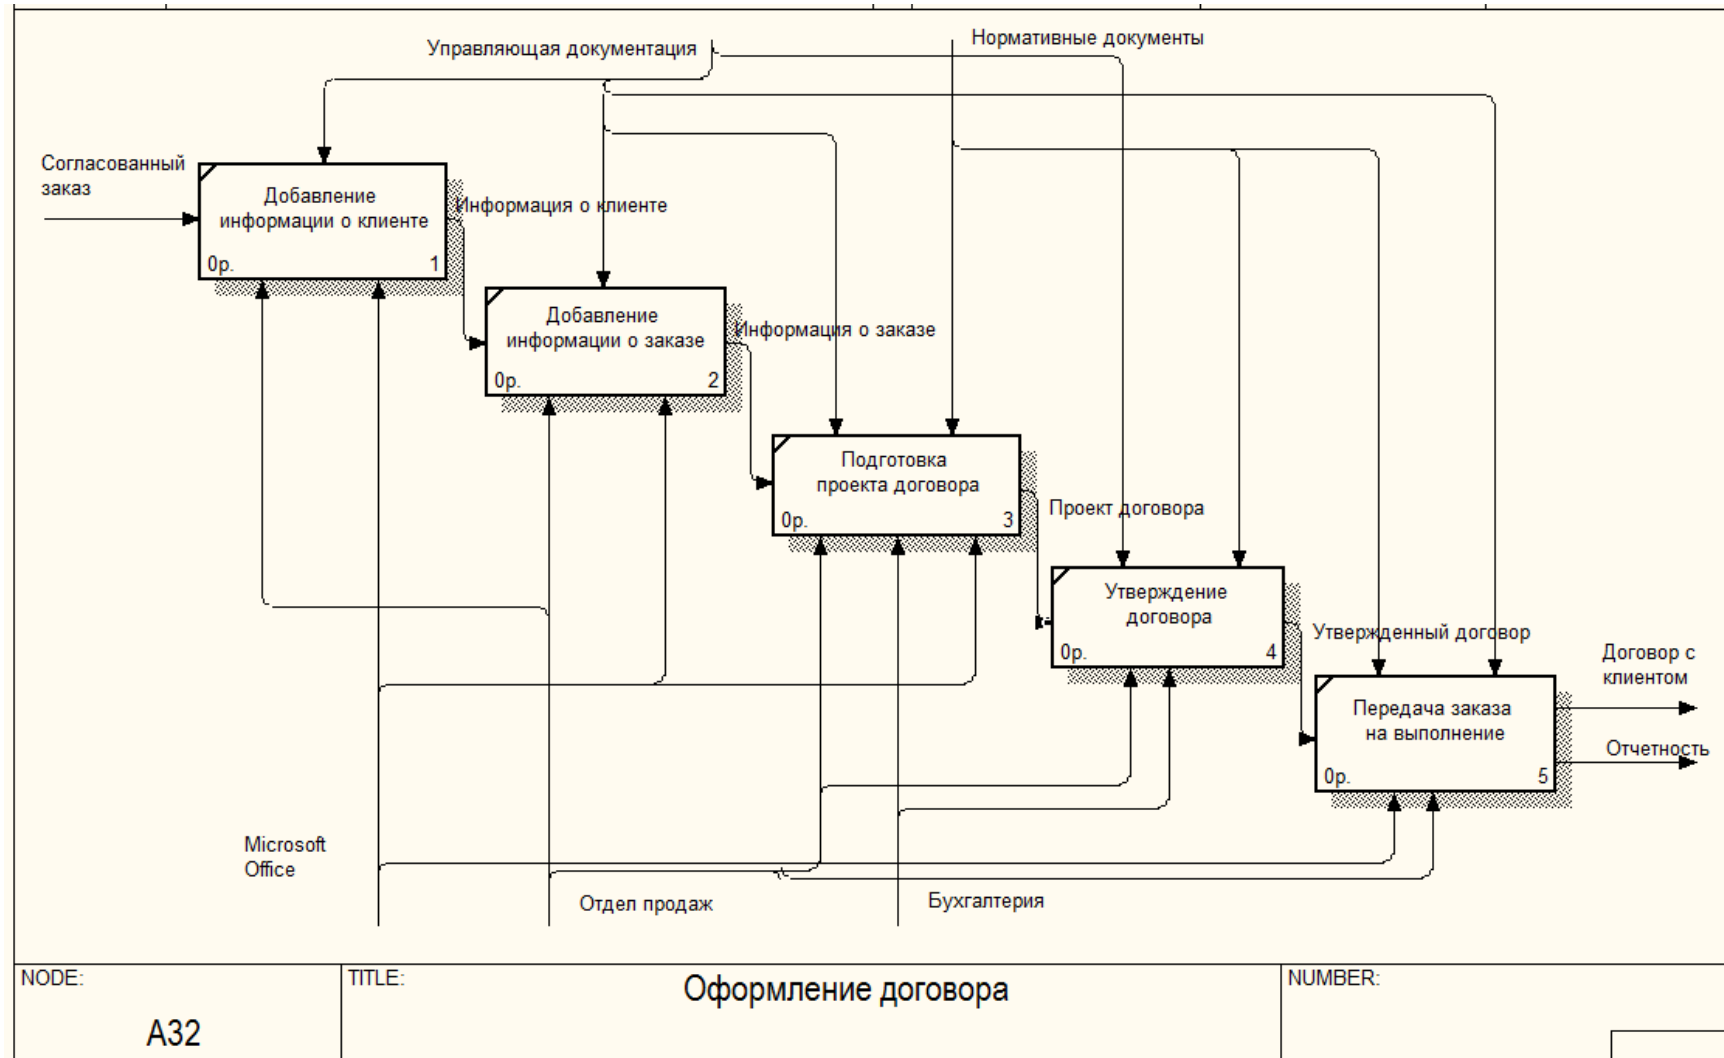 Управляющая документация
Нормативные документы
Согласованный
заказ
Добавление
информации о клиенте
0р.
1
Информация о клиенте
Добавление
информации о заказе
0р.
2
Информация о заказе
Подготовка
проекта договора
0р.
3
Проект договора
Утверждение
договора
0р.
4
Утвержденный договор
Передача заказа
на выполнение
0р.
5
Договор с
клиентом
Отчетность
Microsoft
Office
Отдел продаж
Бухгалтерия
NODE:
A32
TITLE:
Оформление договора
NUMBER: